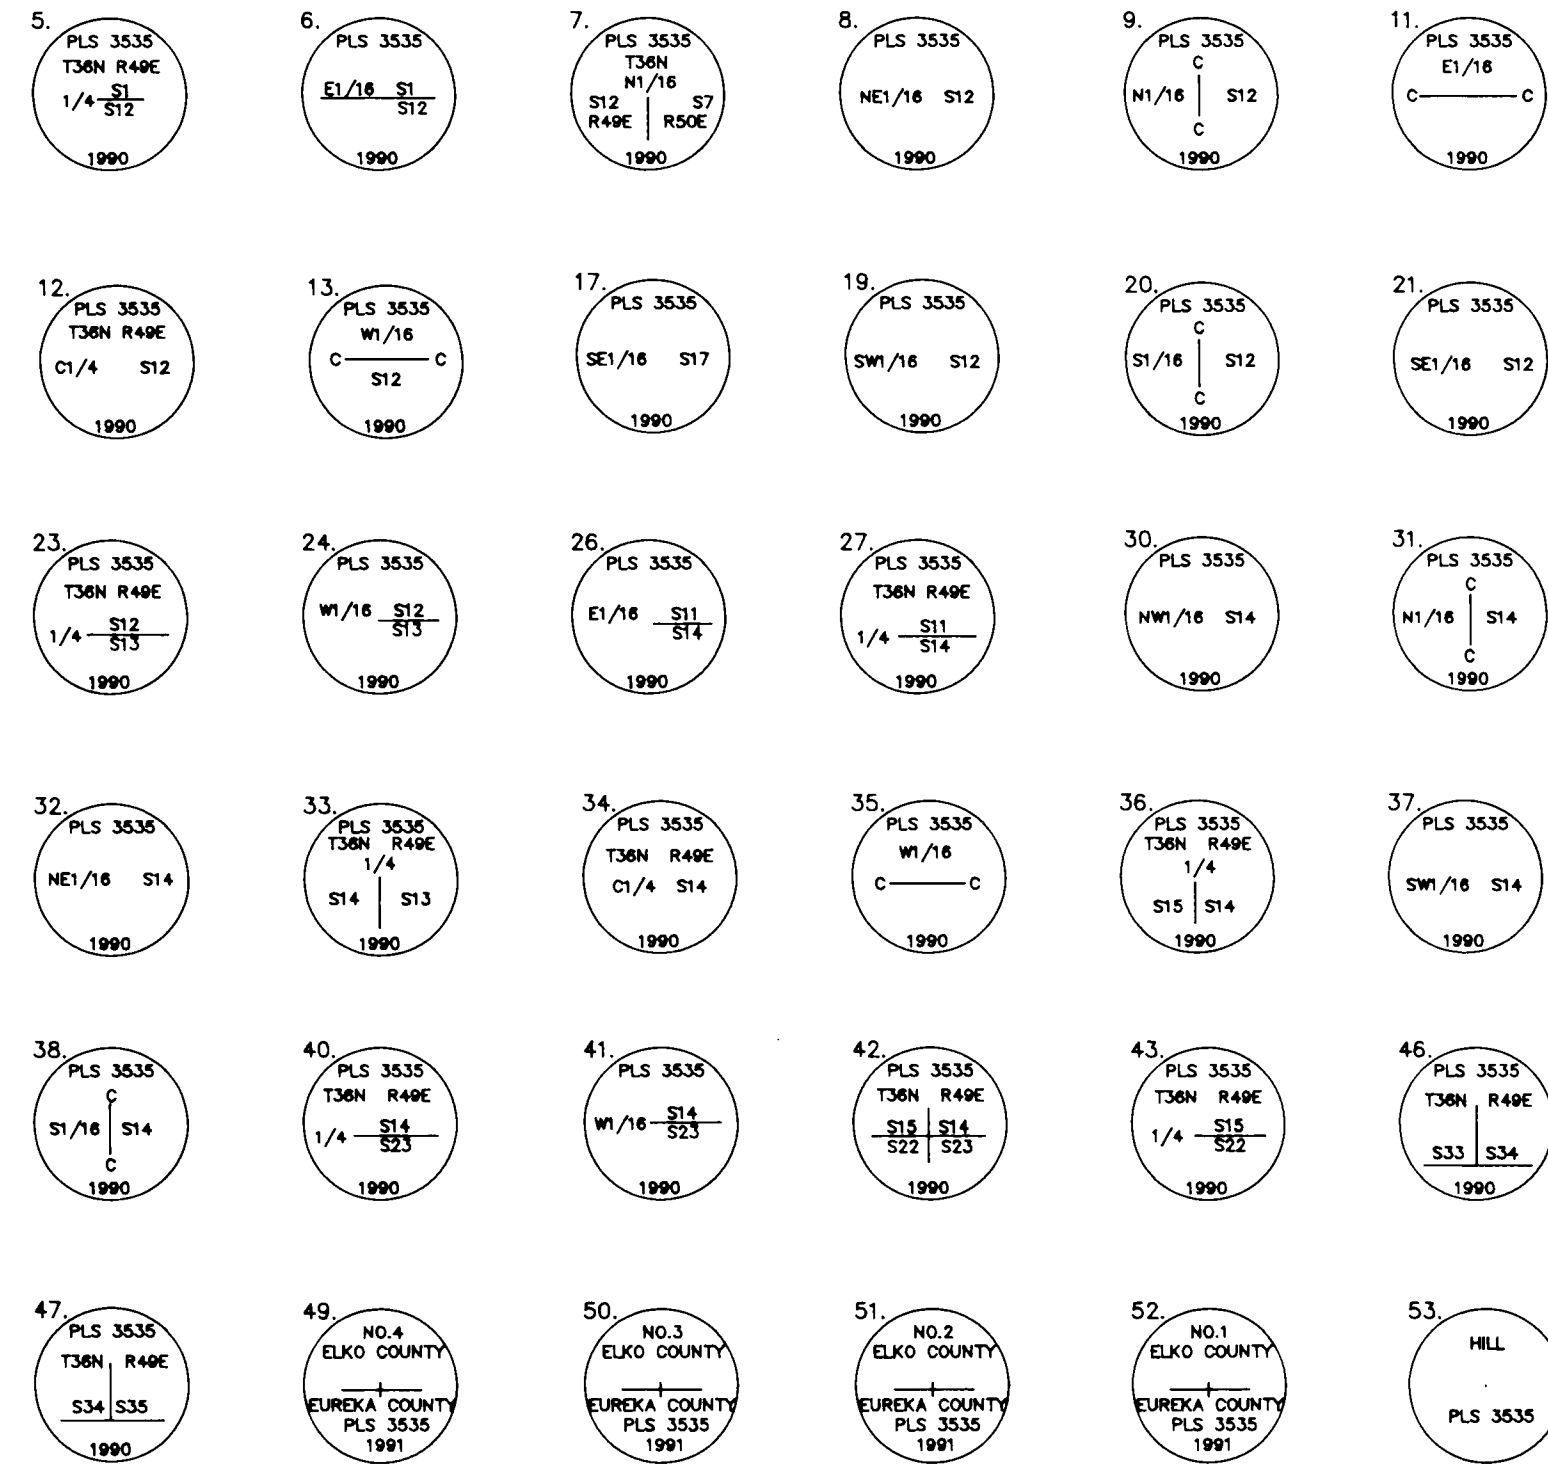 5.
PLS 3535
T36N R49E
1/4 S1
S12
1990
6.
PLS 3535
E1/16 S1
S12
1990
7.
PLS 3535
T36N
N1/16
S12 S7
R49E R50E
1990
8.
PLS 3535
NE1/16 S12
1990
9.
PLS 3535
C
N1/16 S12
C
1990
11.
PLS 3535
E1/16
C C
1990
12.
PLS 3535
T36N R49E
C1/4 S12
1990
13.
PLS 3535
W1/16
C C
S12
1990
17.
PLS 3535
SE1/16 S17
1990
19.
PLS 3535
SW1/16 S12
1990
20.
PLS 3535
C
S1/16 S12
C
1990
21.
PLS 3535
SE1/16 S12
1990
23.
PLS 3535
T36N R49E
1/4 S12
S13
1990
24.
PLS 3535
W1/16 S12
S13
1990
26.
PLS 3535
E1/16 S11
S14
1990
27.
PLS 3535
T36N R49E
1/4 S11
S14
1990
30.
PLS 3535
NW1/16 S14
1990
31.
PLS 3535
C
N1/16 S14
C
1990
32.
PLS 3535
NE1/16 S14
1990
33.
PLS 3535
T36N R49E
1/4
S14 S13
1990
34.
PLS 3535
T36N R49E
C1/4 S14
1990
35.
PLS 3535
W1/16
C C
1990
36.
PLS 3535
T36N R49E
1/4
S15 S14
1990
37.
PLS 3535
SW1/16 S14
1990
38.
PLS 3535
C
S1/16 S14
C
1990
40.
PLS 3535
T36N R49E
1/4 S14
S23
1990
41.
PLS 3535
W1/16 S14
S23
1990
42.
PLS 3535
T36N R49E
S15 S14
S22 S23
1990
43.
PLS 3535
T36N R49E
1/4 S15
S22
1990
46.
PLS 3535
T36N R49E
S33 S34
1990
47.
PLS 3535
T36N R49E
S34 S35
1990
49.
NO.4
ELKO COUNTY
EUREKA COUNTY
PLS 3535
1991
50.
NO.3
ELKO COUNTY
EUREKA COUNTY
PLS 3535
1991
51.
NO.2
ELKO COUNTY
EUREKA COUNTY
PLS 3535
1991
52.
NO.1
ELKO COUNTY
EUREKA COUNTY
PLS 3535
1991
53.
HILL
PLS 3535